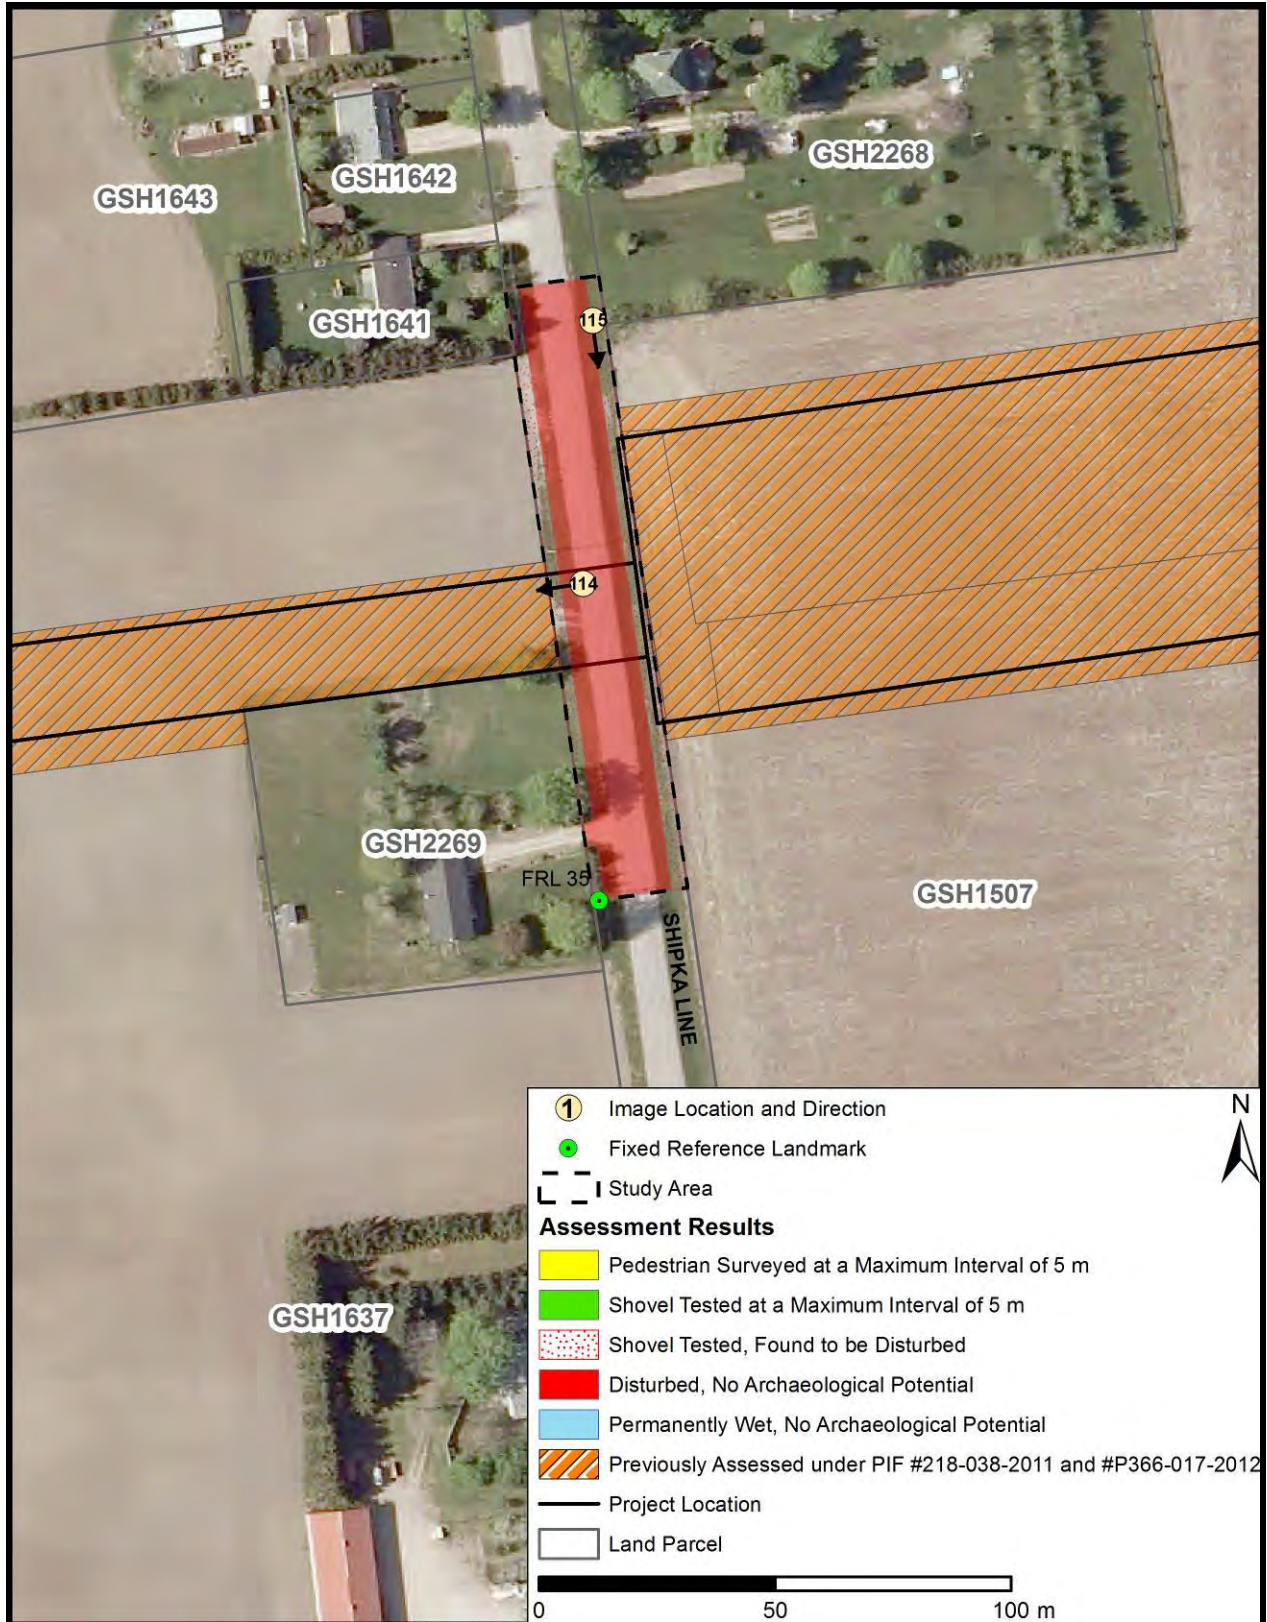 GSH2268
GSH1642
GSH1643
GSH1641
115
114
GSH2269
FRL 35
GSH1507
SHIPKA LINE
GSH1637
N
1 Image Location and Direction
Fixed Reference Landmark
Study Area
Assessment Results
Pedestrian Surveyed at a Maximum Interval of 5 m
Shovel Tested at a Maximum Interval of 5 m
Shovel Tested, Found to be Disturbed
Disturbed, No Archaeological Potential
Permanently Wet, No Archaeological Potential
Previously Assessed under PIF #218-038-2011 and #P366-017-2012
Project Location
Land Parcel
0 50 100 m